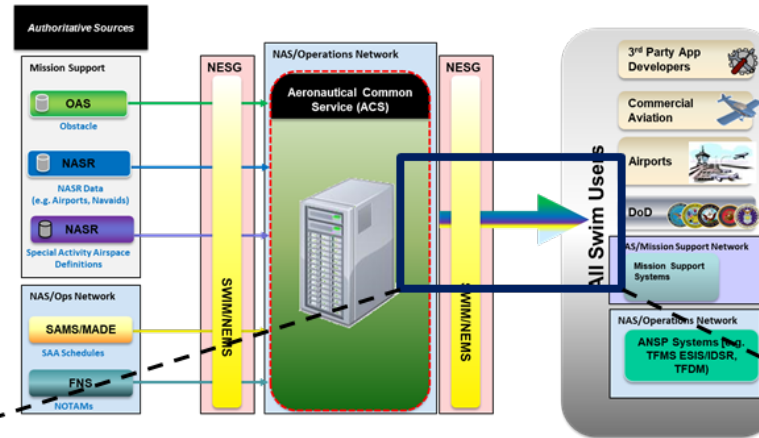 Authoritative Sources
Mission Support
OAS
Obstacle
NASR
NASR Data
(e.g. Airports, Navaids)
NASR
Special Activity Airspace
Definitions
NAS/Ops Network
SAMS/MADE
SAA Schedules
FNS
NOTAMs
NESG
SWIM/NEMS
NAS/Operations Network
Aeronautical Common
Service (ACS)
NESG
SWIM/NEMS
All Swim Users
3rd Party App
Developers
Commercial
Aviation
Airports
DoD
AS/Mission Support Network
Mission Support
Systems
NAS/Operations Network
ANSP Systems [e.g.
TFMS ESIS/IDSR,
TFDM)